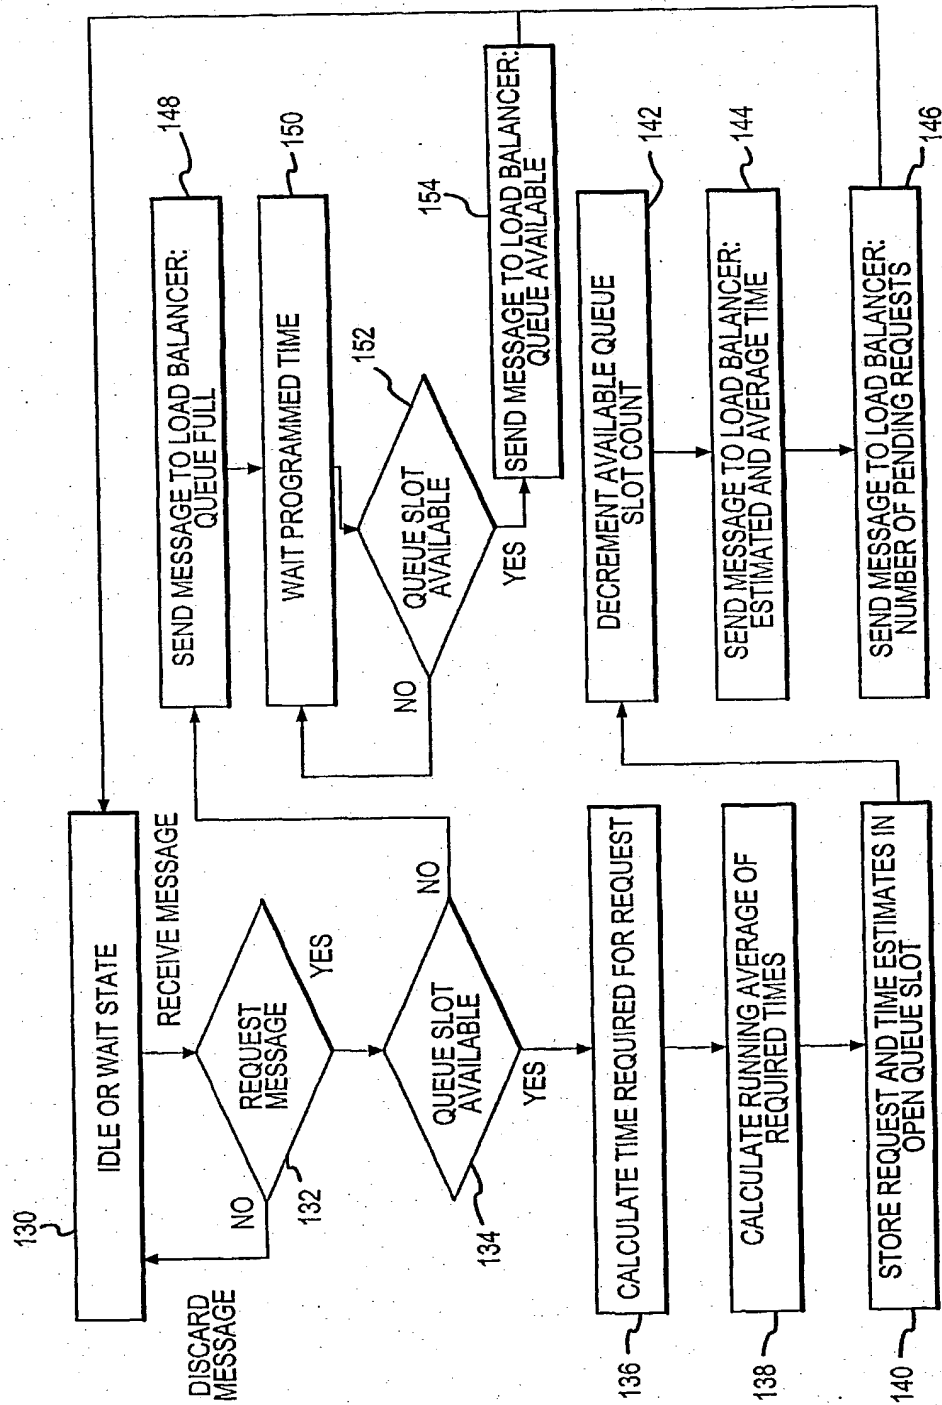 130
IDLE OR WAIT STATE
RECEIVE MESSAGE
DISCARD
MESSAGE
NO
REQUEST
MESSAGE
YES
132
QUEUE SLOT
AVAILABLE
NO
YES
134
136
CALCULATE TIME REQUIRED FOR REQUEST
138
CALCULATE RUNNING AVERAGE OF
REQUIRED TIMES
140
STORE REQUEST AND TIME ESTIMATES IN
OPEN QUEUE SLOT
148
SEND MESSAGE TO LOAD BALANCER:
QUEUE FULL
150
WAIT PROGRAMMED TIME
152
QUEUE SLOT
AVAILABLE
NO
YES
154
SEND MESSAGE TO LOAD BALANCER:
QUEUE AVAILABLE
142
DECREMENT AVAILABLE QUEUE
SLOT COUNT
144
SEND MESSAGE TO LOAD BALANCER:
ESTIMATED AND AVERAGE TIME
146
SEND MESSAGE TO LOAD BALANCER:
NUMBER OF PENDING REQUESTS